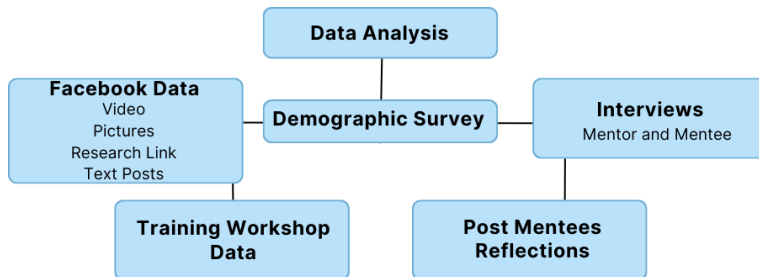 Data Analysis
Facebook Data
Video
Pictures
Research Link
Text Posts
Demographic Survey
Interviews
Mentor and Mentee
Training Workshop
Data
Post Mentees
Reflections